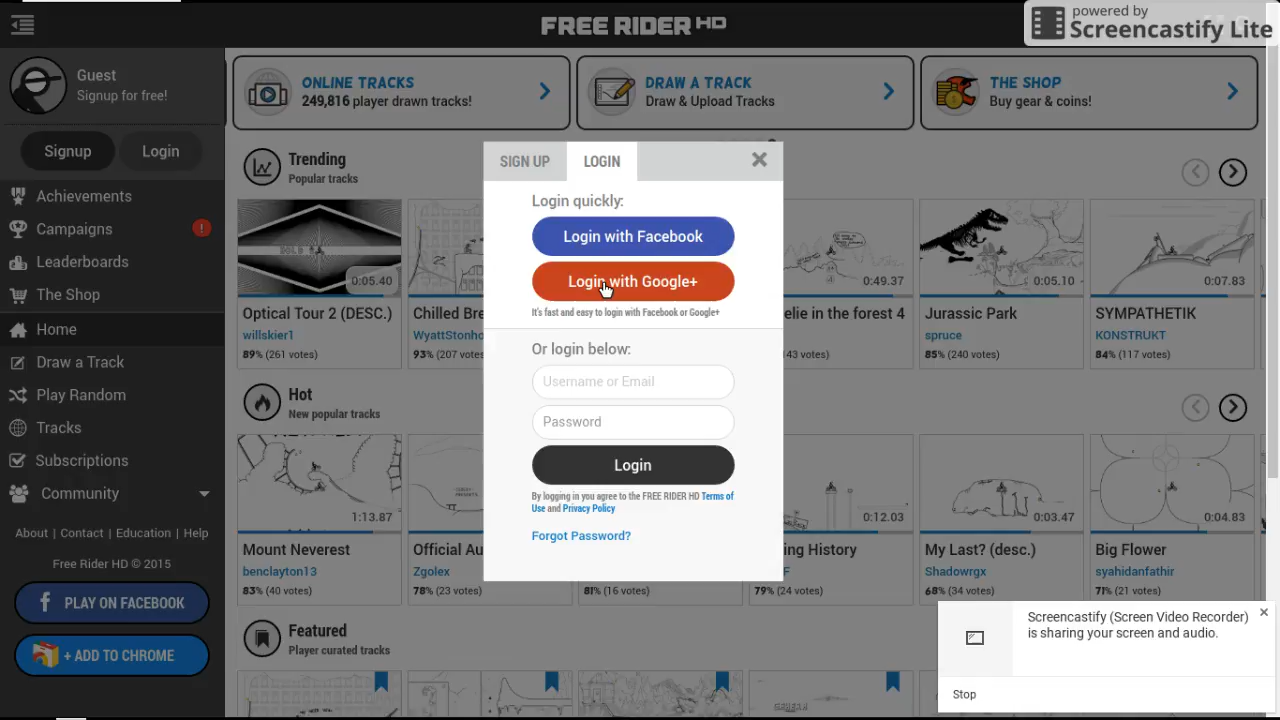 FREE RIDER HD
powered by
Screencastify Lite
Guest
Signup for free!
Signup
Login
Achievements
Campaigns
!
Leaderboards
The Shop
Home
Draw a Track
Play Random
Tracks
Subscriptions
Community
About | Contact | Education | Help
Free Rider HD © 2015
f PLAY ON FACEBOOK
+ ADD TO CHROME
ONLINE TRACKS
249,816 player drawn tracks!
DRAW A TRACK
Draw & Upload Tracks
THE SHOP
Buy gear & coins!
Trending
Popular tracks
0:05.40
0:49.37
0:05.10
0:07.83
Optical Tour 2 (DESC.)
willskier1
89% (261 votes)
Chilled Bre
WyattStonho
93% (207 votes)
elie in the forest 4
43 votes)
Jurassic Park
spruce
85% (240 votes)
SYMPATHETIK
KONSTRUKT
84% (117 votes)
Hot
New popular tracks
1:13.87
0:12.03
0:03.47
0:04.83
Mount Neverest
benclayton13
83% (40 votes)
Official Au
Zgolex
78% (23 votes)
81% (16 votes)
ing History
F
79% (24 votes)
My Last? (desc.)
Shadowrgx
68% (34 votes)
Big Flower
syahidanfathir
71% (21 votes)
Featured
Player curated tracks
SIGN UP
LOGIN
Login quickly:
Login with Facebook
Login with Google+
It's fast and easy to login with Facebook or Google+
Or login below:
Username or Email
Password
Login
By logging in you agree to the FREE RIDER HD Terms of
Use and Privacy Policy
Forgot Password?
Screencastify (Screen Video Recorder)
is sharing your screen and audio.
Stop